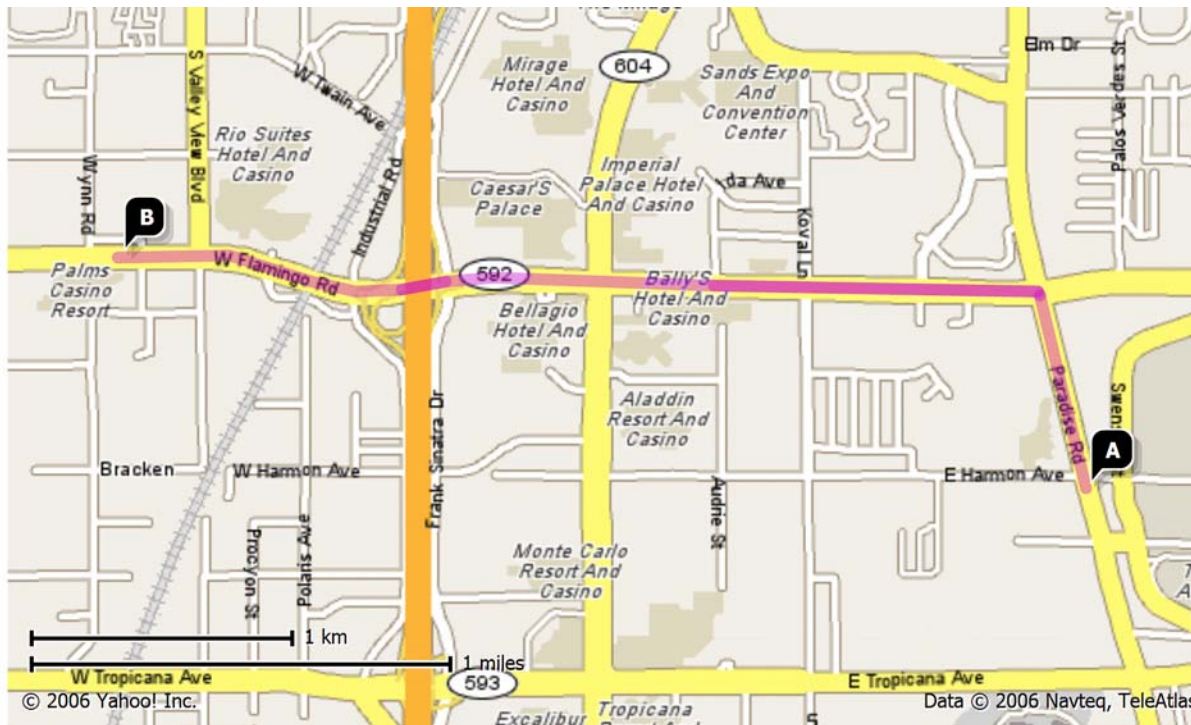 The Mirage
S Valley View Blvd
W Twain Ave
Mirage
Hotel And
Casino
604
Sands Expo
And
Convention
Center
Elm Dr
Palos Verdes St
Rio Suites
Hotel And
Casino
Wynn Rd
Industrial Rd
Caesar'S
Palace
Imperial
Palace Hotel
And Casino
da Ave
Koval Ln
B
W Flamingo Rd
592
Palms
Casino
Resort
Bellagio
Hotel And
Casino
Bally'S
Hotel And
Casino
Paradise Rd
Aladdin
Resort And
Casino
Frank Sinatra Dr
A
Bracken
W Harmon Ave
E Harmon Ave
Audrie St
Procyon St
Polaris Ave
Monte Carlo
Resort And
Casino
1 km
1 miles
W Tropicana Ave
593
E Tropicana Ave
© 2006 Yahoo! Inc.
Excalibur
Tropicana
Data © 2006 Navteq, TeleAtlas